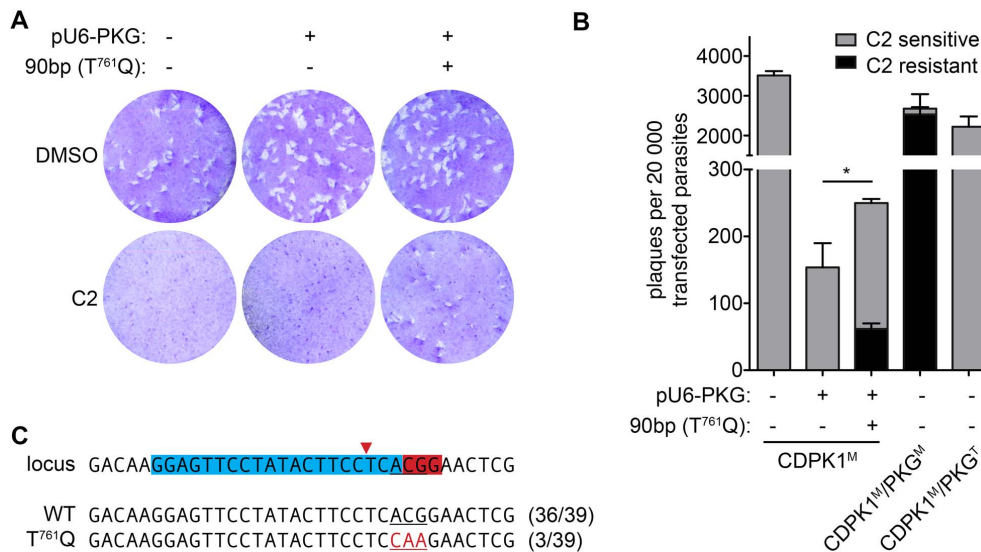 A
pU6-PKG: - + +
90bp (T⁷⁶¹Q): - - +
DMSO
C2
B
C2 sensitive
C2 resistant
plaques per 20 000
transfected parasites
4000
3000
2000
300
200
100
0
*
pU6-PKG: - + + - -
90bp (T⁷⁶¹Q): - - + - -
CDPK1ᴹ
CDPK1ᴹ/PKGᴹ
CDPK1ᴹ/PKGᵀ
C
locus GACAAGGAGTTCCTATACTTCCTCACGGAACTCG
WT GACAAGGAGTTCCTATACTTCCTCACGGAACTCG (36/39)
T⁷⁶¹Q GACAAGGAGTTCCTATACTTCCTCCAAGAACTCG (3/39)